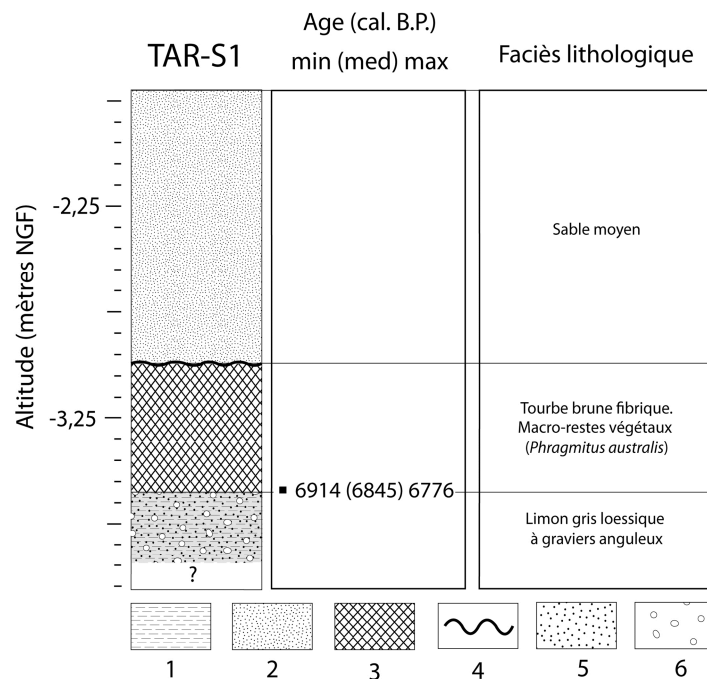 TAR-S1
Age (cal. B.P.)
min (med) max
Faciès lithologique
Altitude (mètres NGF)
-2,25
-3,25
Sable moyen
Tourbe brune fibrique.
Macro-restes végétaux
(Phragmitus australis)
6914 (6845) 6776
Limon gris loessique
à graviers anguleux
?
1 2 3 4 5 6